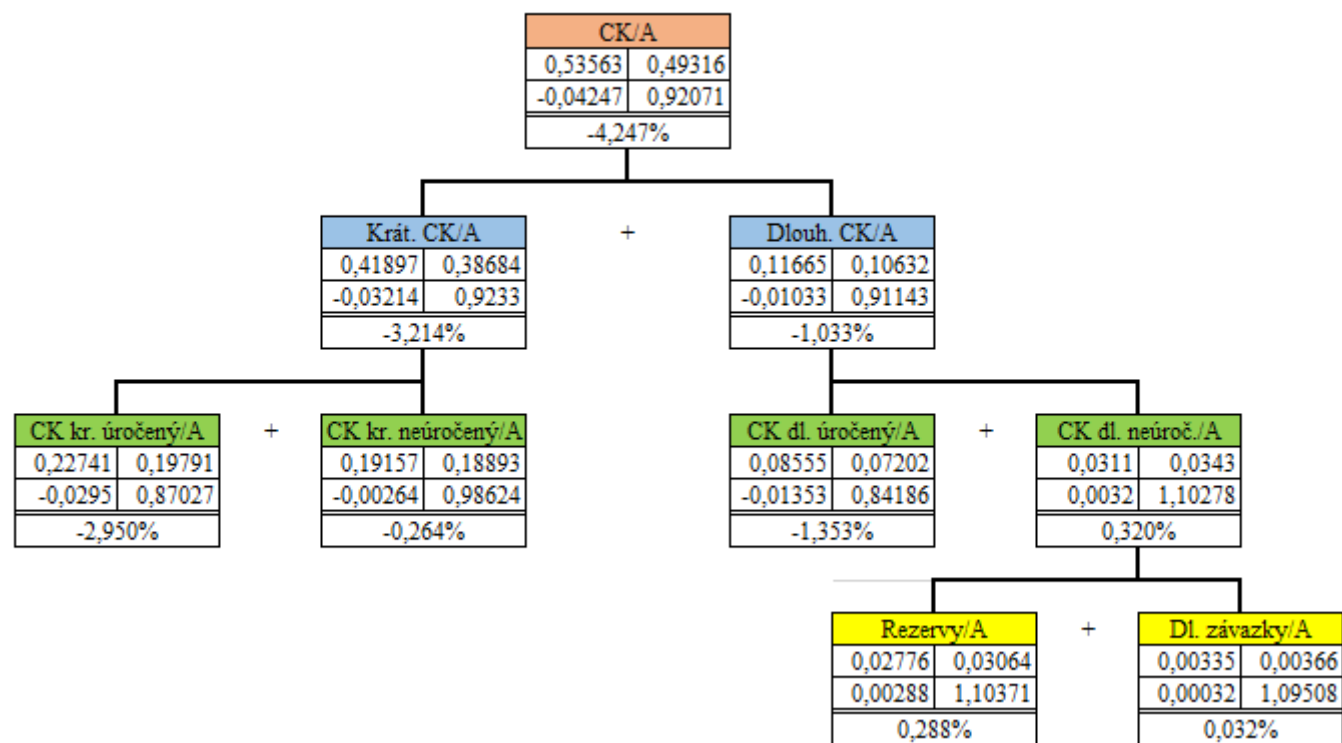 CK/A
0,53563 0,49316
-0,04247 0,92071
-4,247%
Krát. CK/A + Dlouh. CK/A
0,41897 0,38684 0,11665 0,10632
-0,03214 0,9233 -0,01033 0,91143
-3,214% -1,033%
CK kr. úročený/A + CK kr. neúročený/A CK dl. úročený/A + CK dl. neúroč./A
0,22741 0,19791 0,19157 0,18893 0,08555 0,07202 0,0311 0,0343
-0,0295 0,87027 -0,00264 0,98624 -0,01353 0,84186 0,0032 1,10278
-2,950% -0,264% -1,353% 0,320%
Rezervy/A + Dl. závazky/A
0,02776 0,03064 0,00335 0,00366
0,00288 1,10371 0,00032 1,09508
0,288% 0,032%